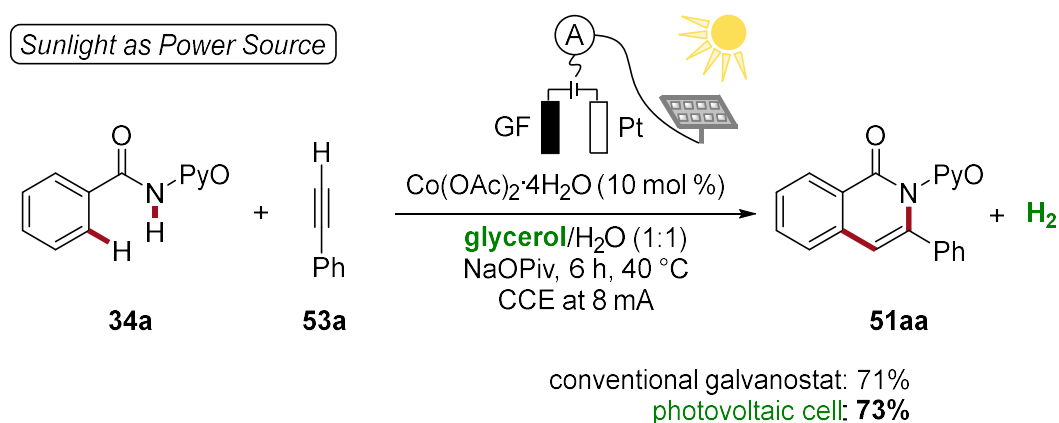 Sunlight as Power Source
A
GF
Pt
O
N
PyO
H
H
34a
+
H
Ph
53a
Co(OAc)₂·4H₂O (10 mol %)
glycerol/H₂O (1:1)
NaOPiv, 6 h, 40 °C
CCE at 8 mA
O
N
PyO
Ph
51aa
+ H₂
conventional galvanostat: 71%
photovoltaic cell: 73%